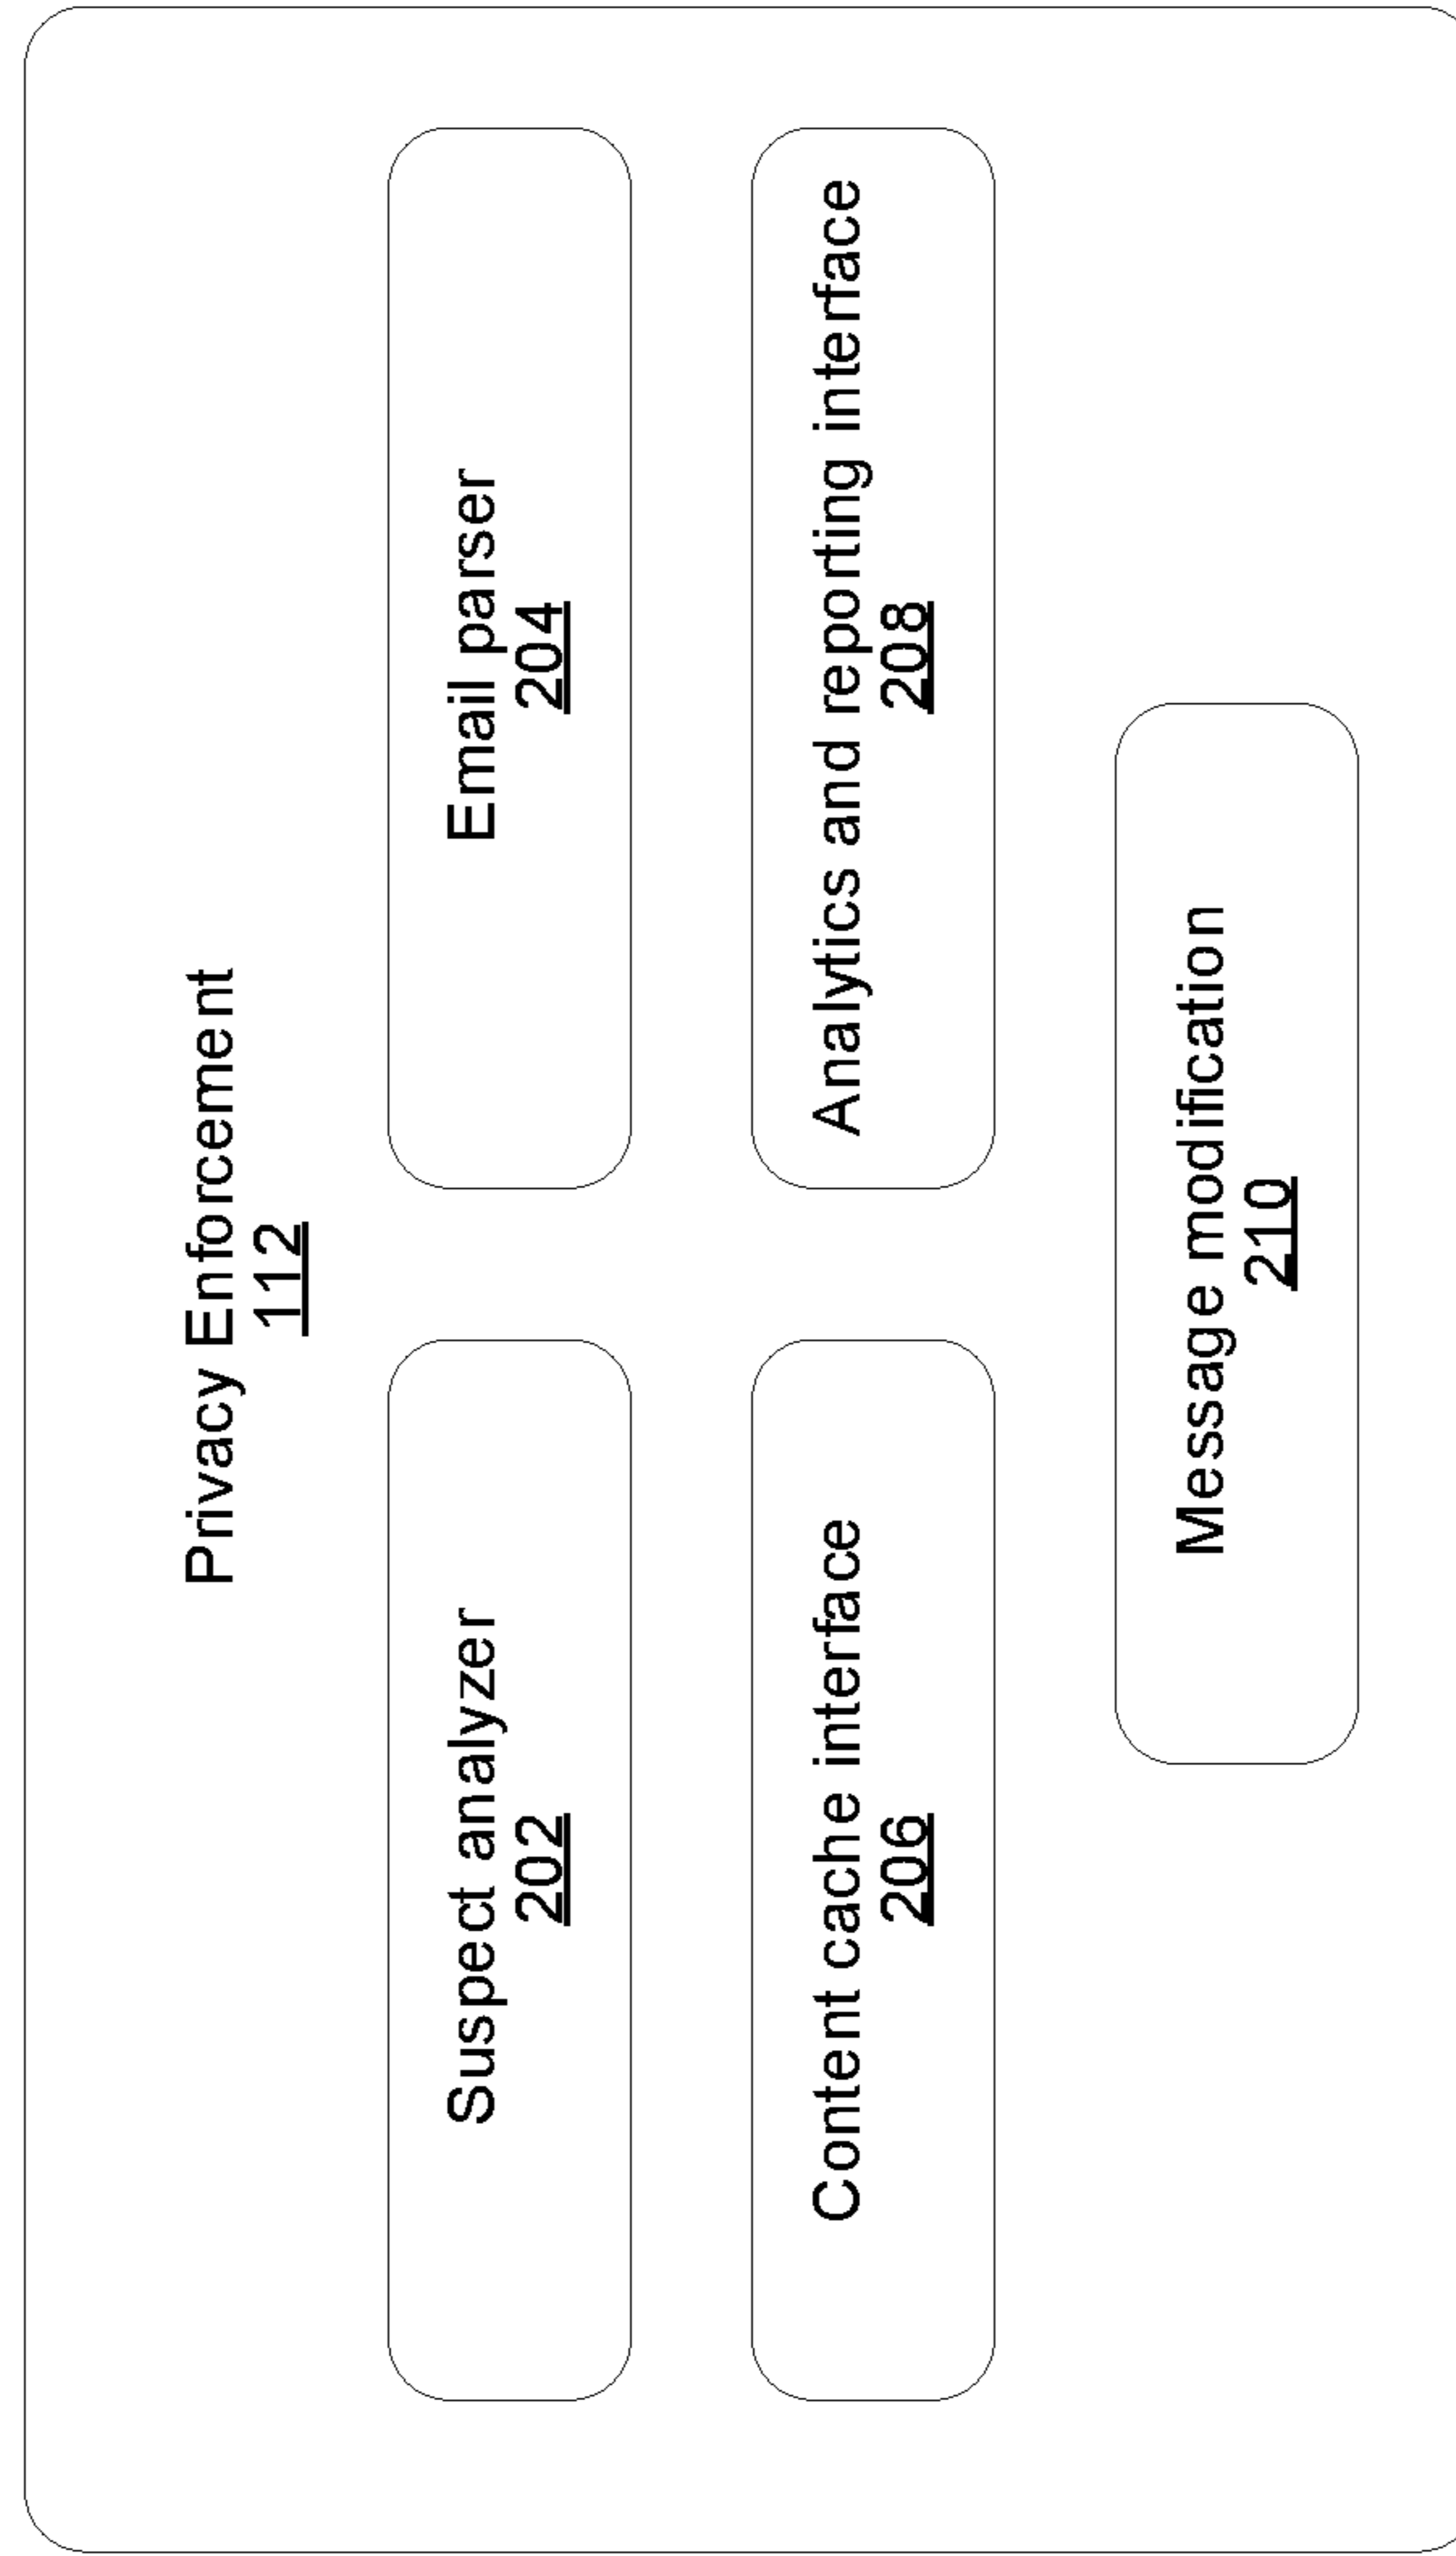 Privacy Enforcement
112
Suspect analyzer
202
Email parser
204
Content cache interface
206
Analytics and reporting interface
208
Message modification
210